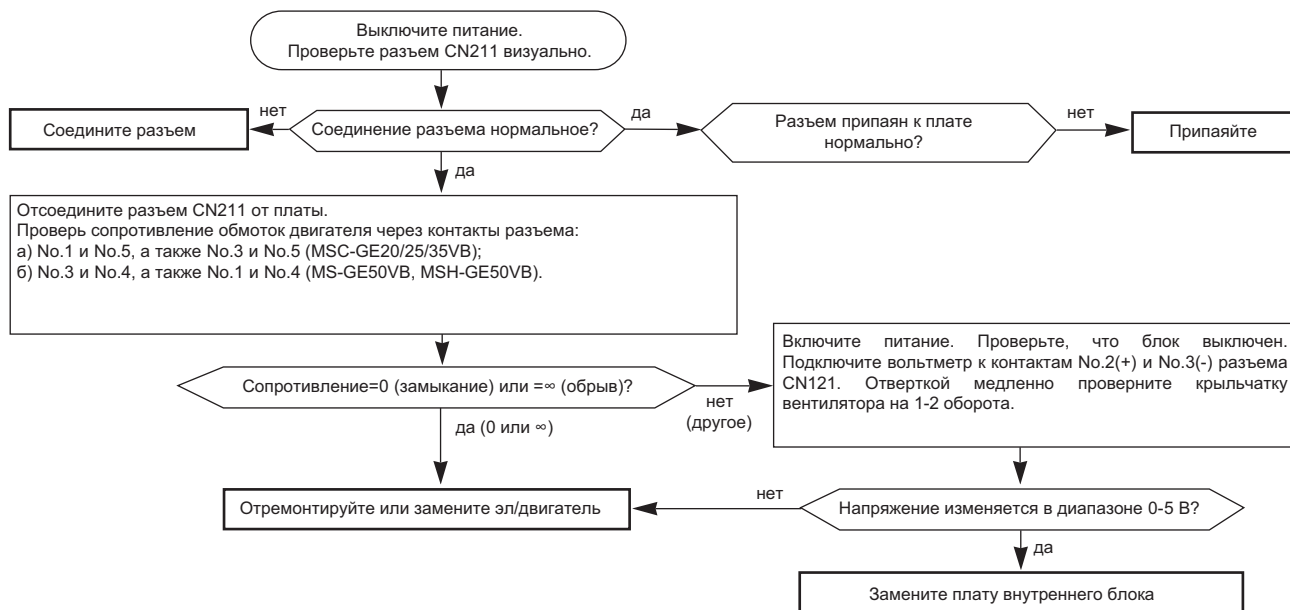 Выключите питание.
Проверьте разъем CN211 визуально.
нет
да
нет
Соедините разъем
Соединение разъема нормальное?
Разъем припаян к плате
нормально?
Припаяйте
да
Отсоедините разъем CN211 от платы.
Проверь сопротивление обмоток двигателя через контакты разъема:
а) No.1 и No.5, а также No.3 и No.5 (MSC-GE20/25/35VB);
б) No.3 и No.4, а также No.1 и No.4 (MS-GE50VB, MSH-GE50VB).
Включите питание. Проверьте, что блок выключен.
Подключите вольтметр к контактам No.2(+) и No.3(-) разъема
CN121. Отверткой медленно проверните крыльчатку
вентилятора на 1-2 оборота.
Сопротивление=0 (замыкание) или =∞ (обрыв)?
нет
(другое)
да (0 или ∞)
Отремонтируйте или замените эл/двигатель
нет
Напряжение изменяется в диапазоне 0-5 В?
да
Замените плату внутреннего блока